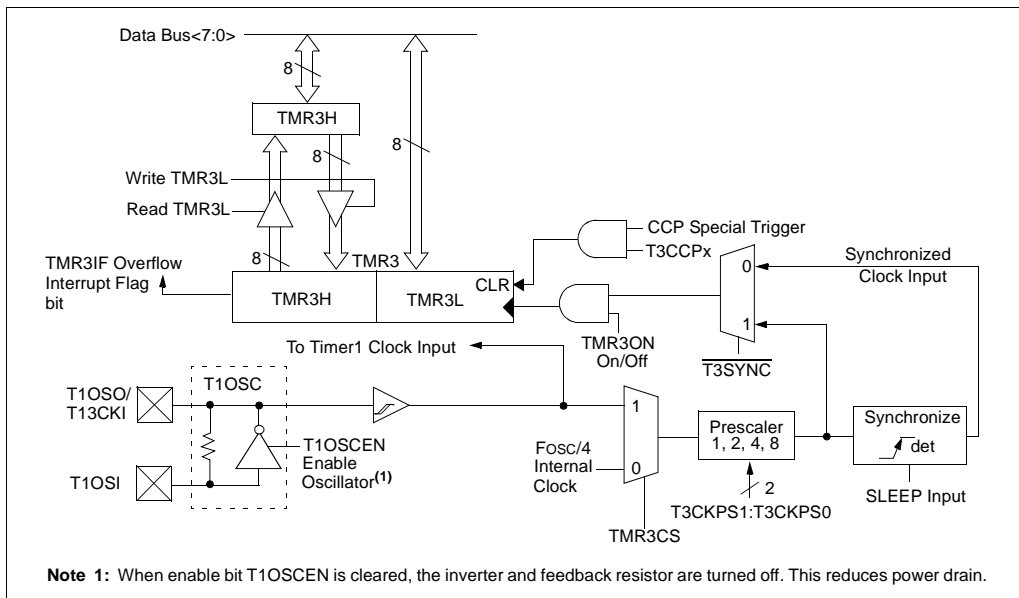 Data Bus<7:0>
8
TMR3H
8
8
Write TMR3L
Read TMR3L
CCP Special Trigger
T3CCPx
8
TMR3
TMR3IF Overflow
Interrupt Flag
bit
TMR3H
TMR3L
CLR
0
Synchronized
Clock Input
1
TMR3ON
On/Off
T3SYNC
To Timer1 Clock Input
T1OSO/
T13CKI
T1OSC
1
Prescaler
1, 2, 4, 8
Synchronize
det
T1OSCEN
Enable
Oscillator(1)
FOSC/4
Internal
Clock
0
T1OSI
2
SLEEP Input
T3CKPS1:T3CKPS0
TMR3CS
Note 1: When enable bit T1OSCEN is cleared, the inverter and feedback resistor are turned off. This reduces power drain.